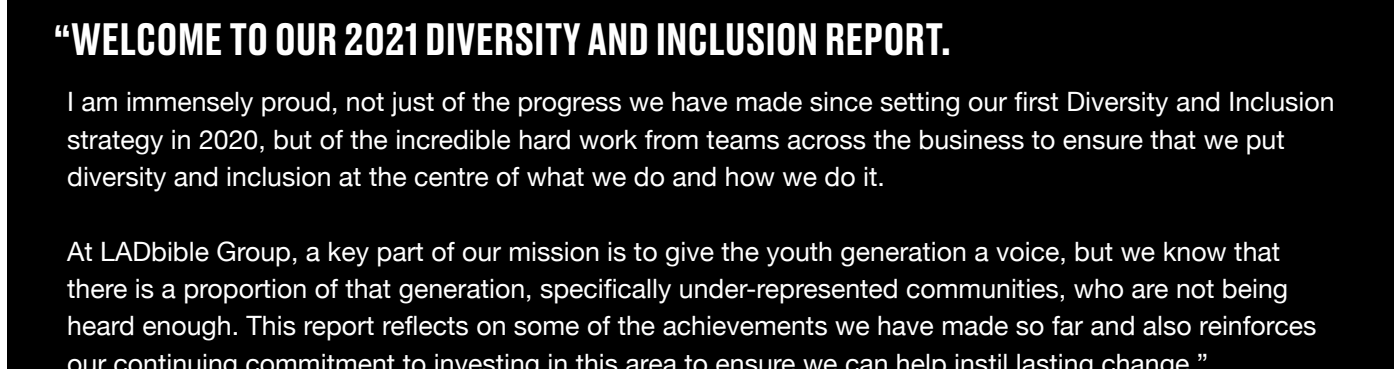 “WELCOME TO OUR 2021 DIVERSITY AND INCLUSION REPORT.
I am immensely proud, not just of the progress we have made since setting our first Diversity and Inclusion
strategy in 2020, but of the incredible hard work from teams across the business to ensure that we put
diversity and inclusion at the centre of what we do and how we do it.
At LADbible Group, a key part of our mission is to give the youth generation a voice, but we know that
there is a proportion of that generation, specifically under-represented communities, who are not being
heard enough. This report reflects on some of the achievements we have made so far and also reinforces
our continuing commitment to investing in this area to ensure we can help instil lasting change.”